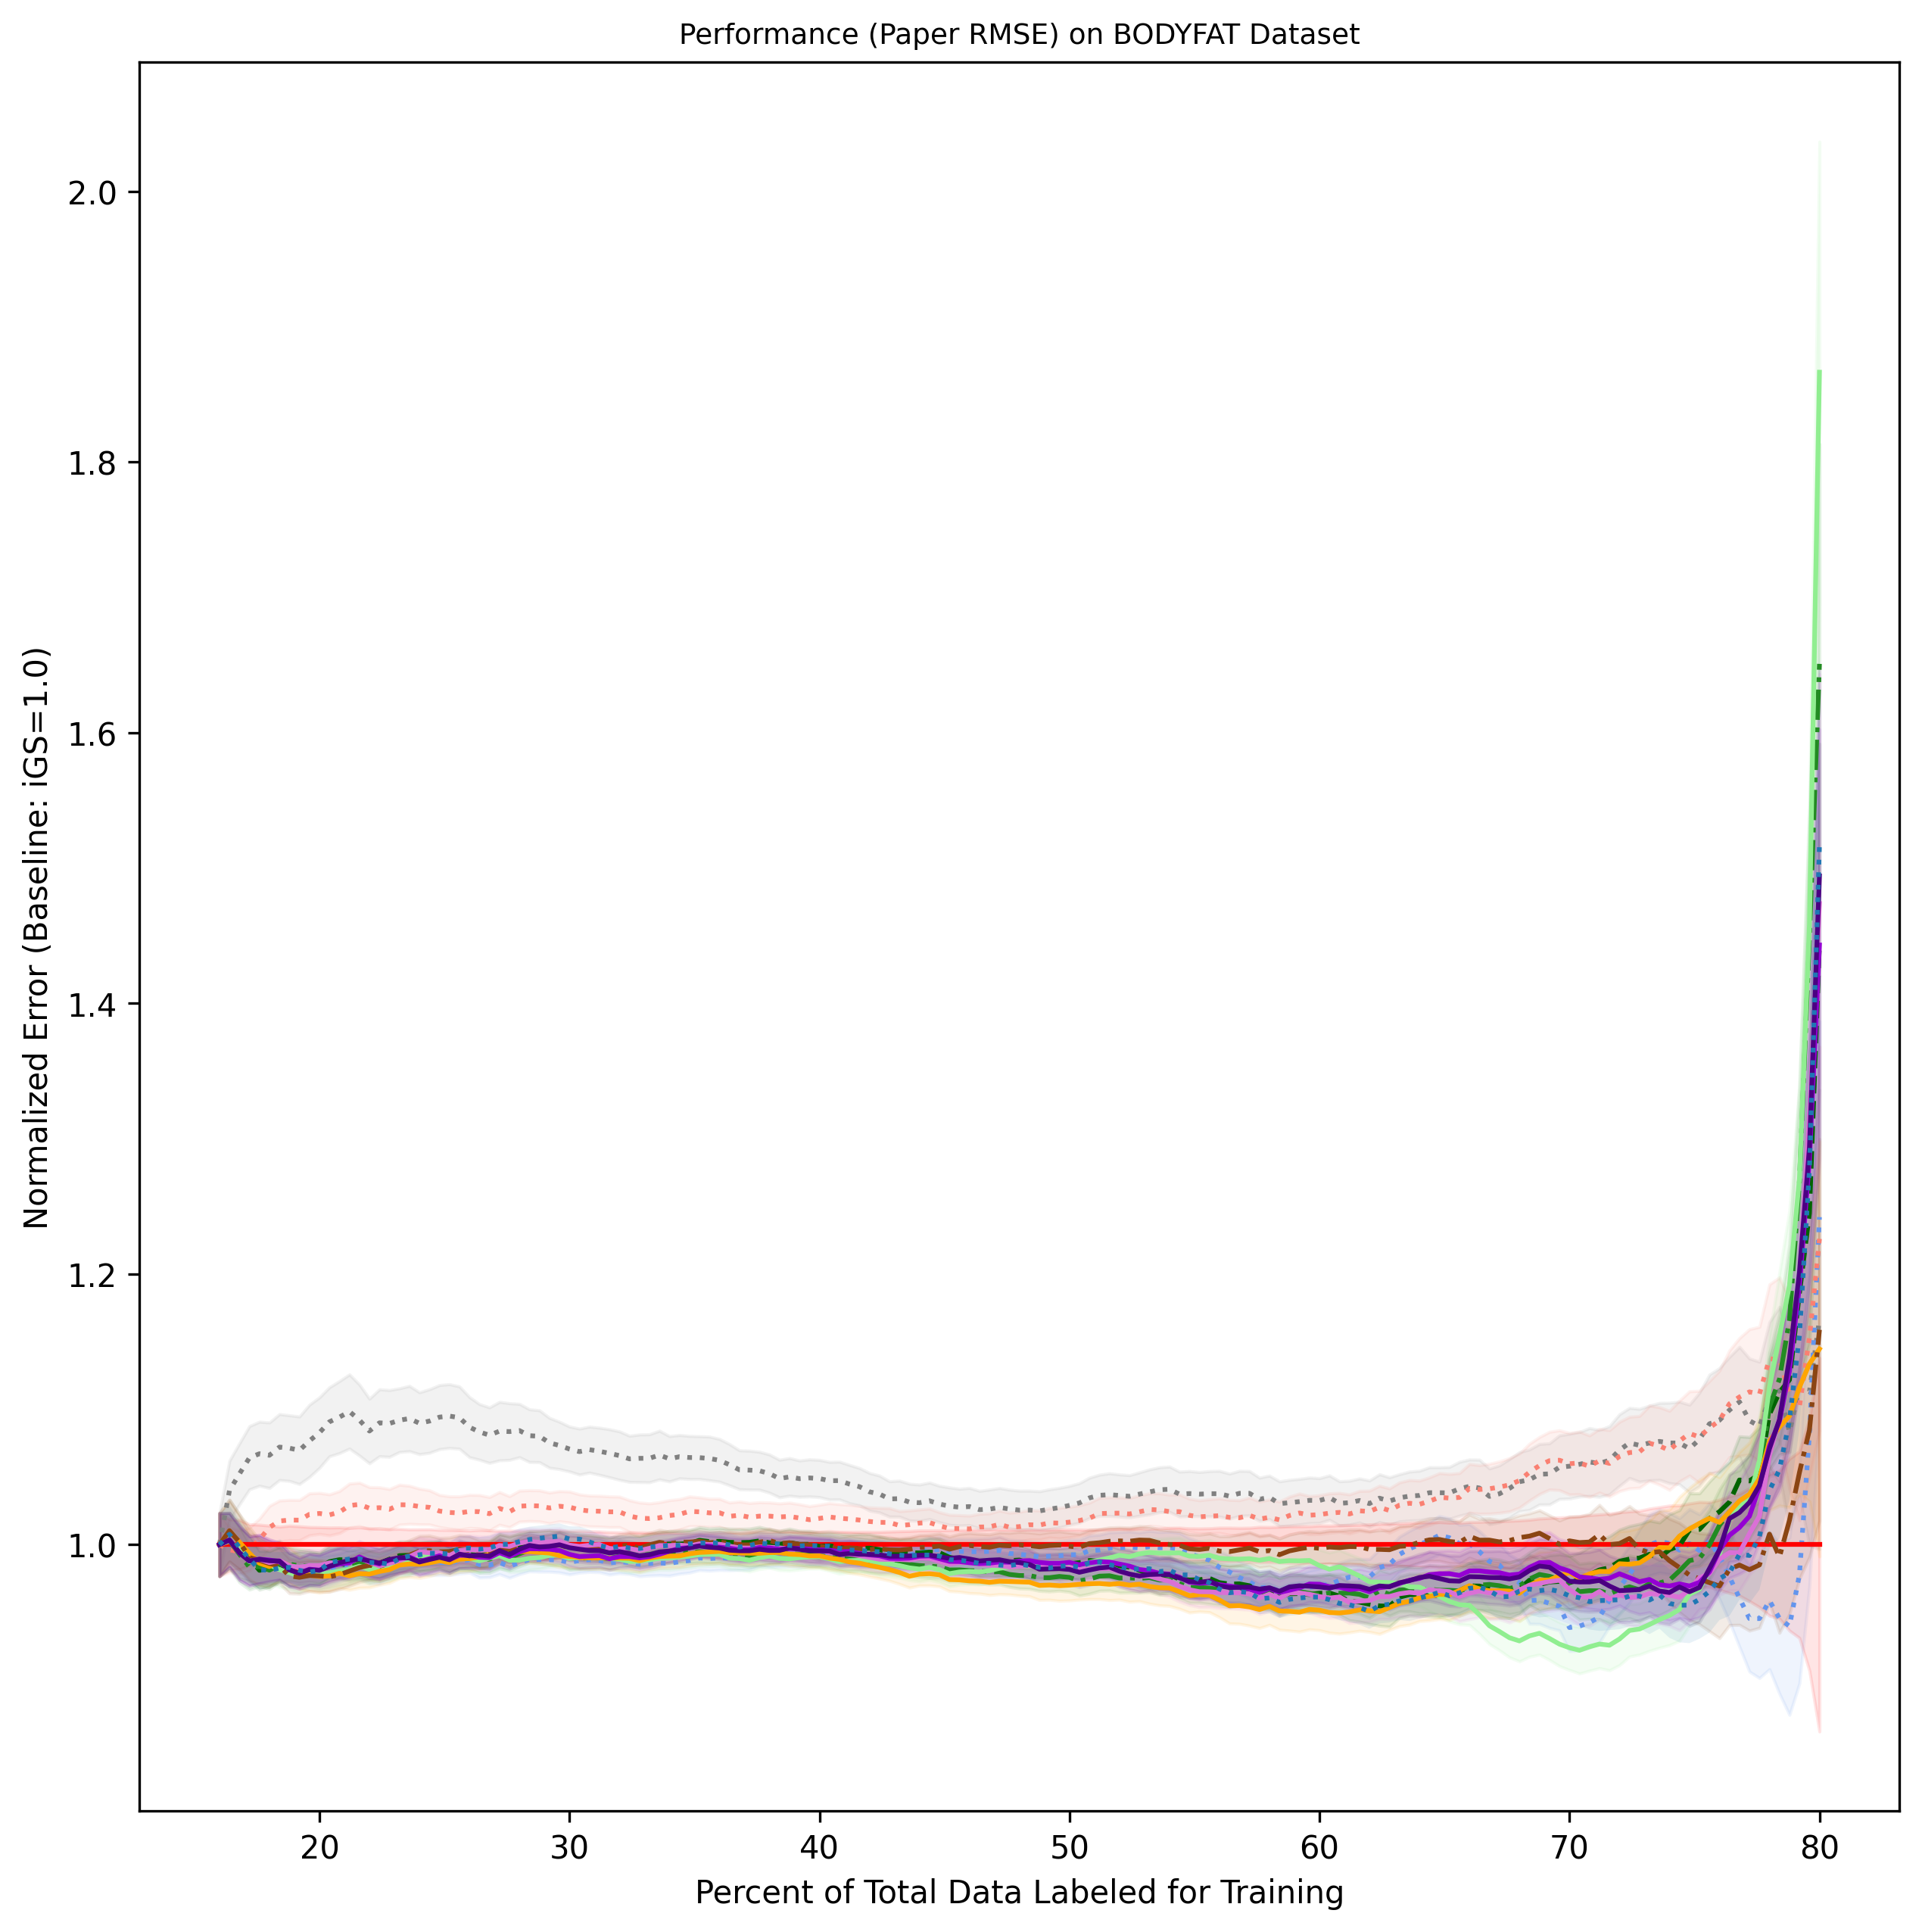 Performance (Paper RMSE) on BODYFAT Dataset
Normalized Error (Baseline: iGS=1.0)
2.0
1.8
1.6
1.4
1.2
1.0
20 30 40 50 60 70 80
Percent of Total Data Labeled for Training